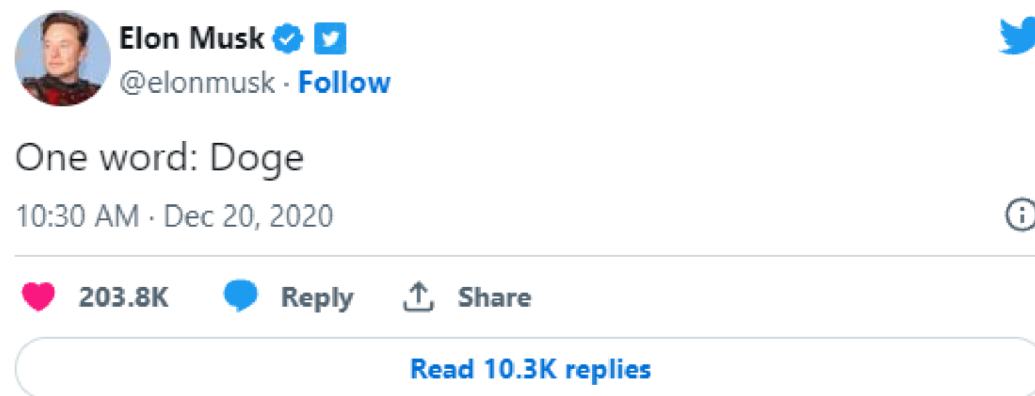 Elon Musk
@elonmusk · Follow
One word: Doge
10:30 AM · Dec 20, 2020
203.8K Reply Share
Read 10.3K replies